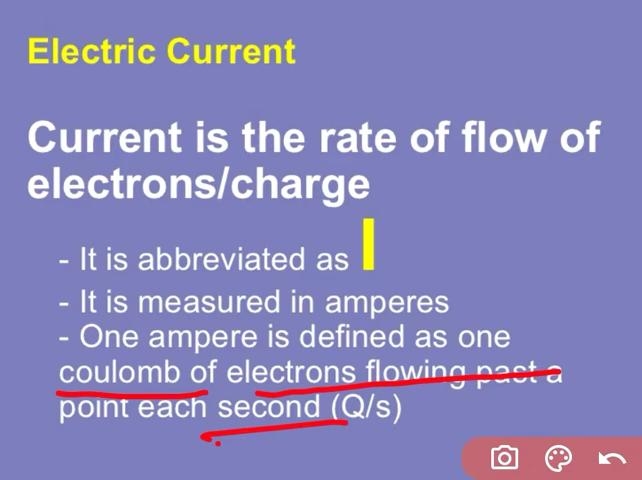 Electric Current
Current is the rate of flow of
electrons/charge
- It is abbreviated as I
- It is measured in amperes
- One ampere is defined as one
coulomb of electrons flowing past a
point each second (Q/s)